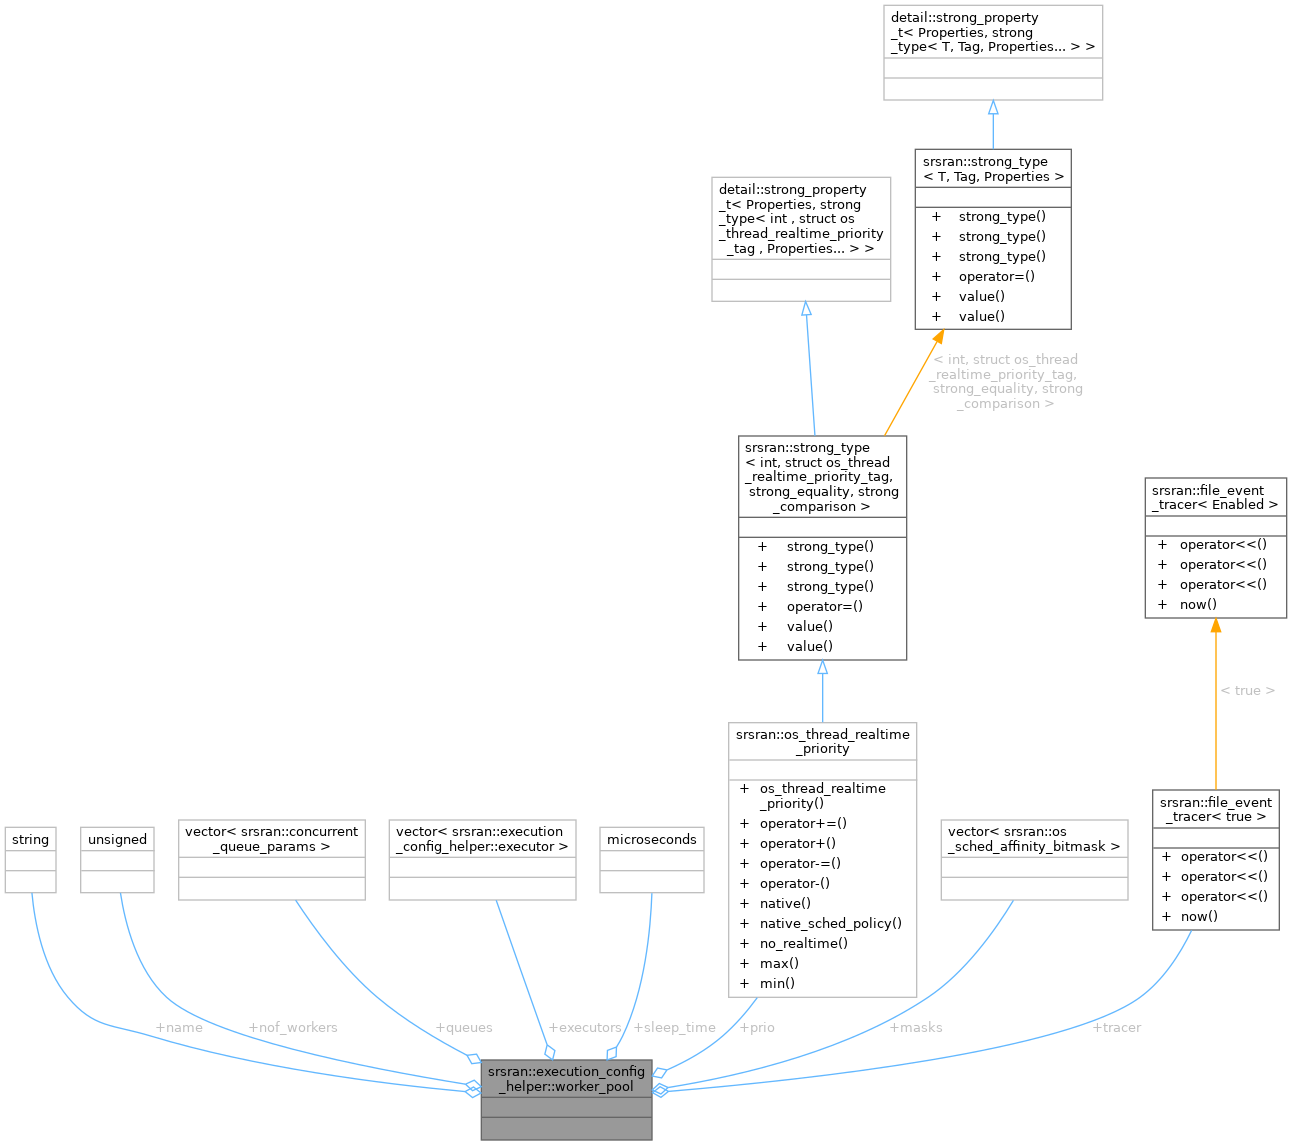 detail::strong_property
_t< Properties, strong
_type< T, Tag, Properties... > >
srsran::strong_type
< T, Tag, Properties >
+ strong_type()
+ strong_type()
+ strong_type()
+ operator=()
+ value()
+ value()
detail::strong_property
_t< Properties, strong
_type< int , struct os
_thread_realtime_priority
_tag , Properties... > >
< int, struct os_thread
_realtime_priority_tag,
strong_equality, strong
_comparison >
srsran::strong_type
< int, struct os_thread
_realtime_priority_tag,
strong_equality, strong
_comparison >
+ strong_type()
+ strong_type()
+ strong_type()
+ operator=()
+ value()
+ value()
srsran::file_event
_tracer< Enabled >
+ operator<<()
+ operator<<()
+ operator<<()
+ now()
< true >
srsran::os_thread_realtime
_priority
+ os_thread_realtime
_priority()
+ operator+=()
+ operator+()
+ operator-=()
+ operator-()
+ native()
+ native_sched_policy()
+ no_realtime()
+ max()
+ min()
string
unsigned
vector< srsran::concurrent
_queue_params >
vector< srsran::execution
_config_helper::executor >
microseconds
vector< srsran::os
_sched_affinity_bitmask >
srsran::file_event
_tracer< true >
+ operator<<()
+ operator<<()
+ operator<<()
+ now()
+name
+nof_workers
+queues
+executors
+sleep_time
+prio
+masks
+tracer
srsran::execution_config
_helper::worker_pool